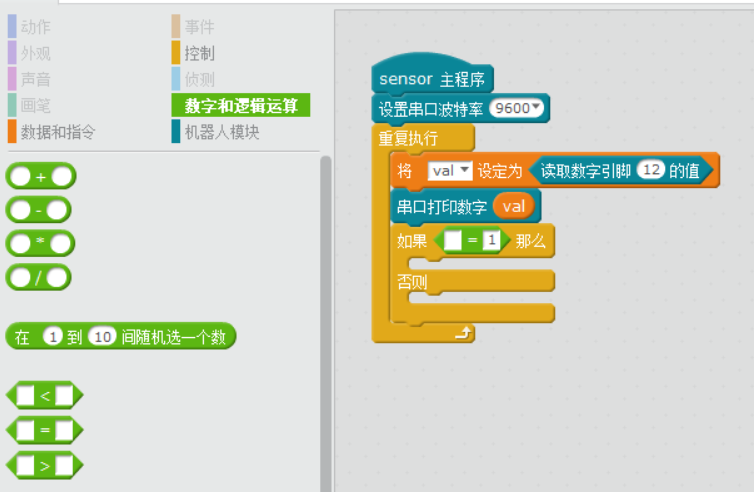 动作
事件
外观
控制
声音
侦测
画笔
数字和逻辑运算
数据和指令
机器人模块
+
-
*
/
在 1 到 10 间随机选一个数
<
=
>
sensor 主程序
设置串口波特率 9600
重复执行
将 val 设定为 读取数字引脚 12 的值
串口打印数字 val
如果 = 1 那么
否则